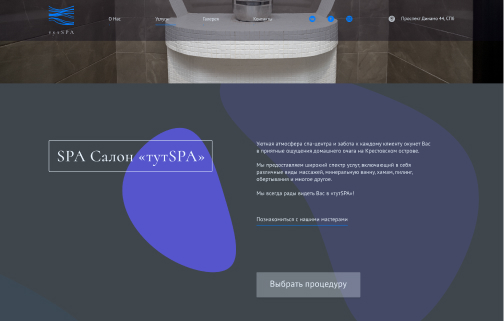 О Нас
Услуги
Галерея
Контакты
Проспект Динамо 44, СПб
тутSPA
SPA Салон «тутSPA»
Уютная атмосфера спа-центра и забота о каждому клиенту окунет Вас
в приятные ощущения домашнего очага на Крестовском острове.
Мы предоставляем широкий спектр услуг, включающий в себя
различные виды массажей, минеральную ванну, хамам, пилинг,
обертывания и многое другое.
Мы всегда рады видеть Вас в «тутSPA»!
Познакомиться с нашими мастерами
Выбрать процедуру